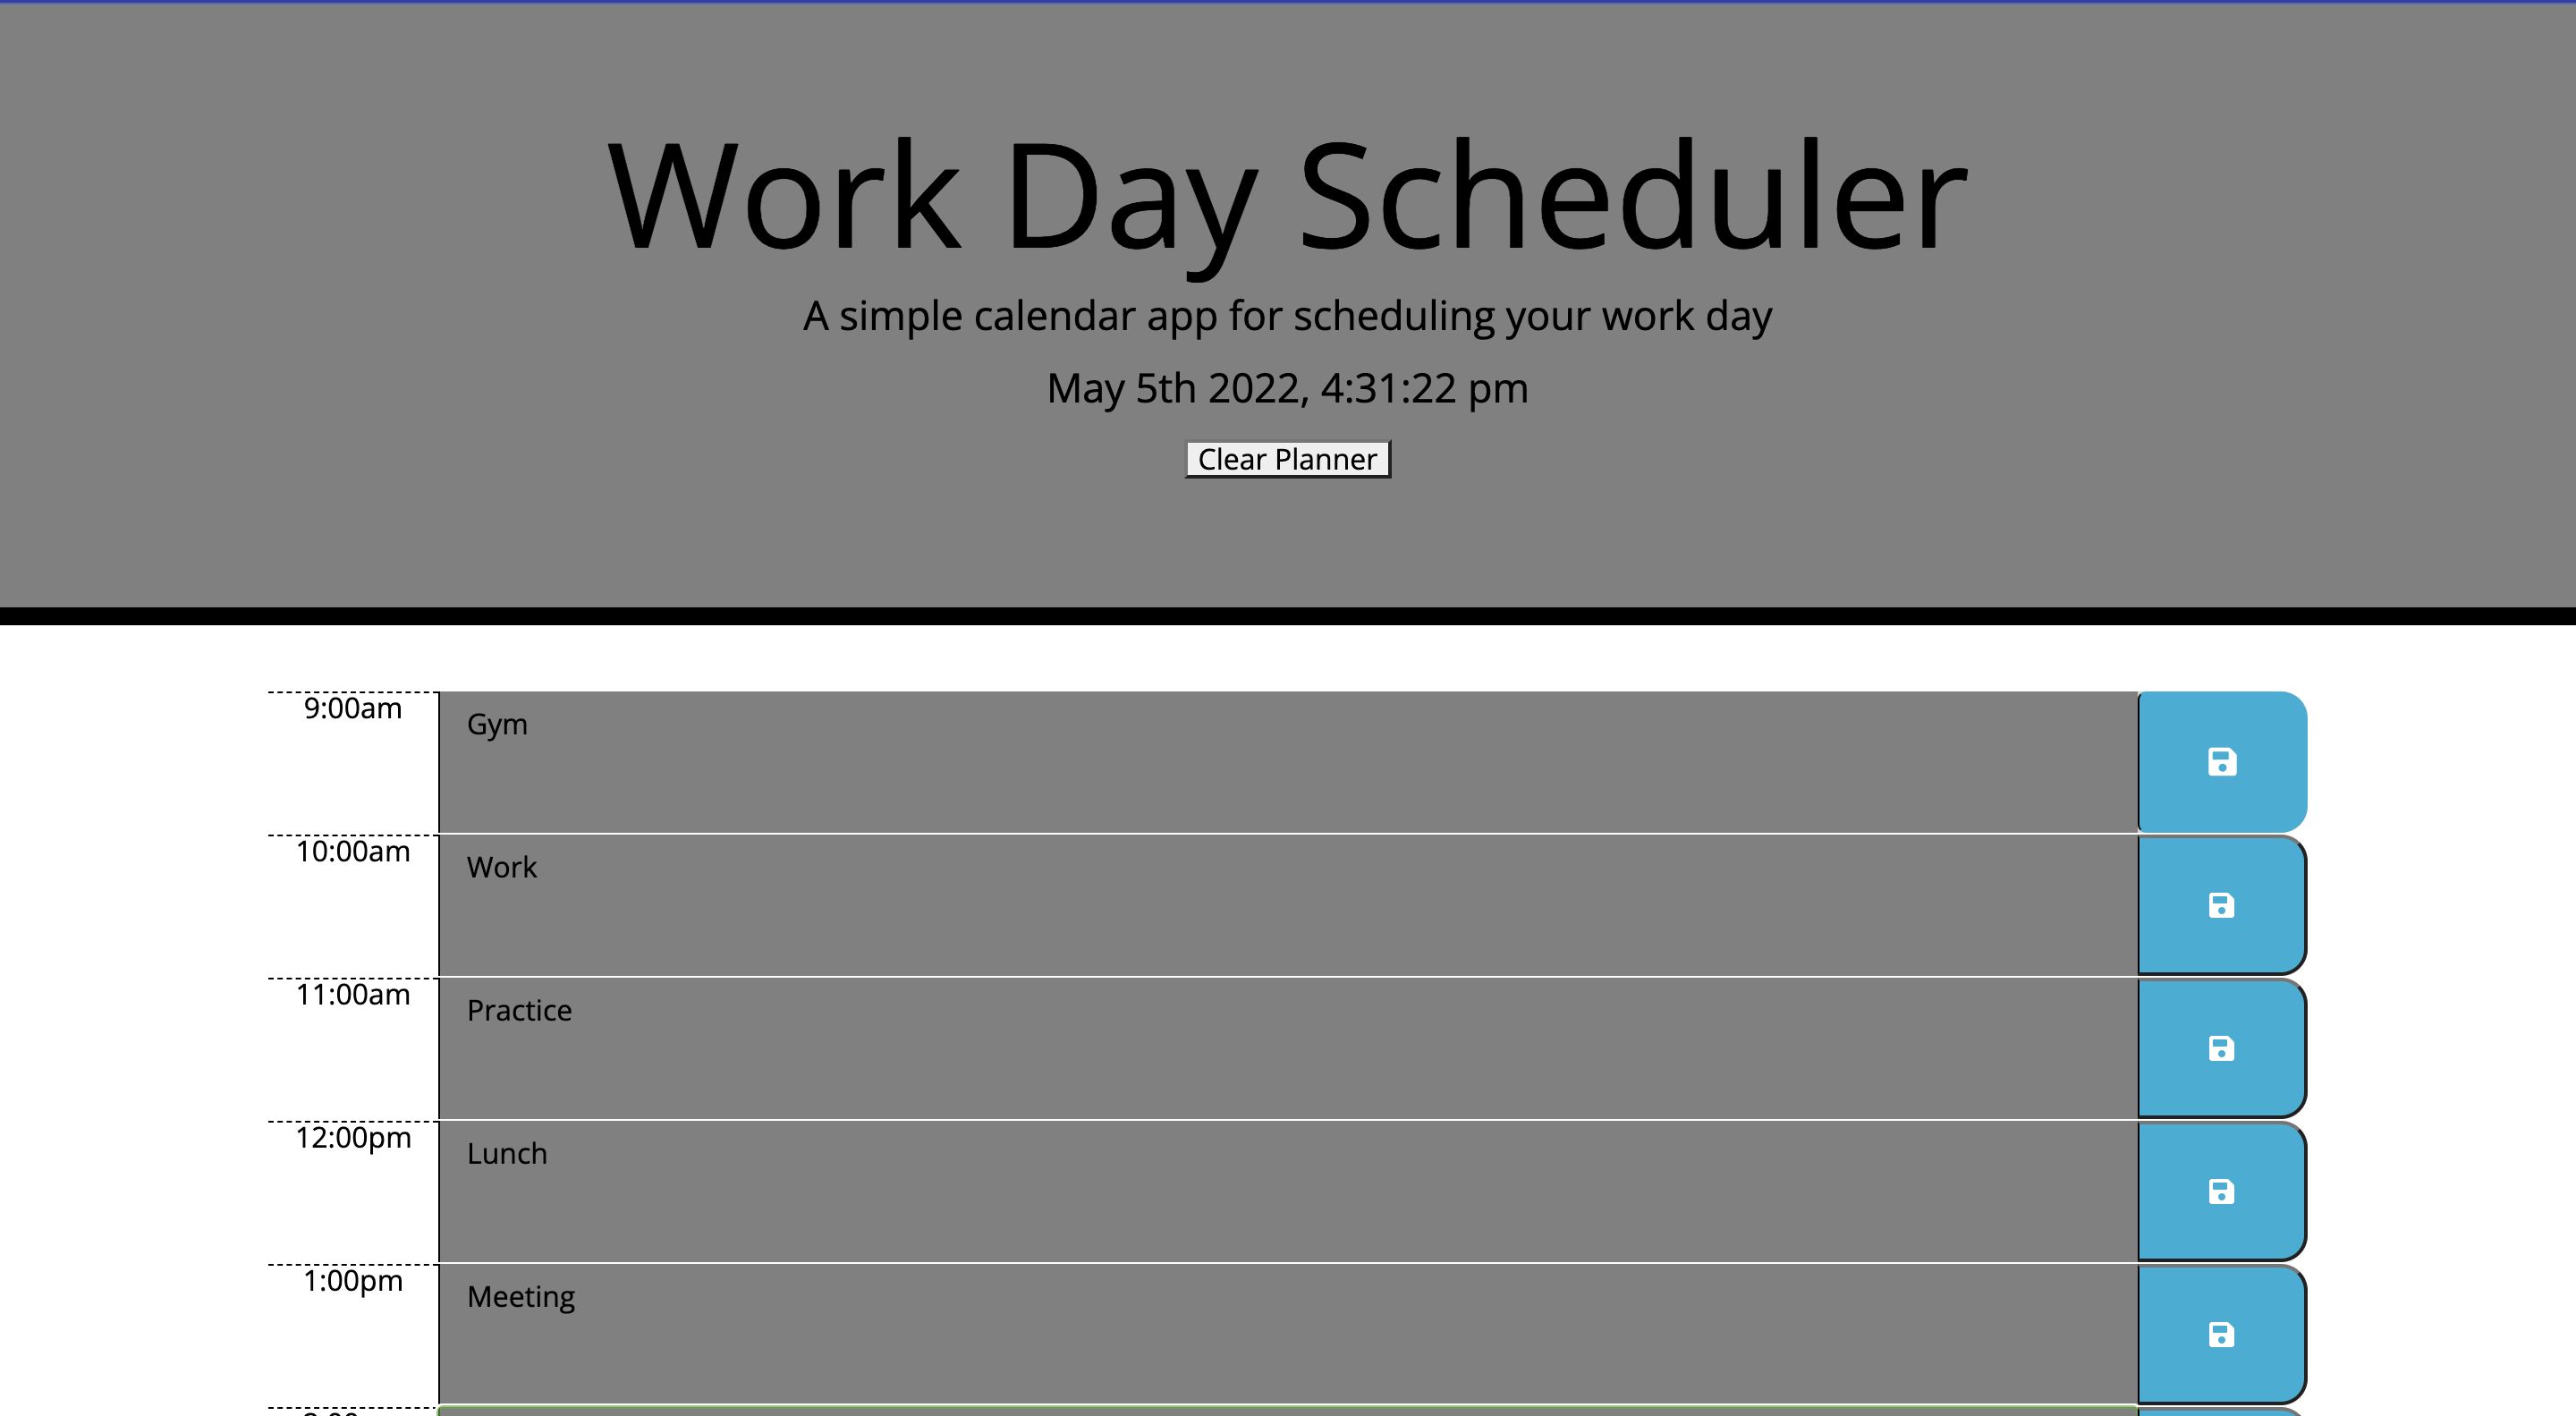 Work Day Scheduler
A simple calendar app for scheduling your work day
May 5th 2022, 4:31:22 pm
Clear Planner
9:00am
Gym
10:00am
Work
11:00am
Practice
12:00pm
Lunch
1:00pm
Meeting